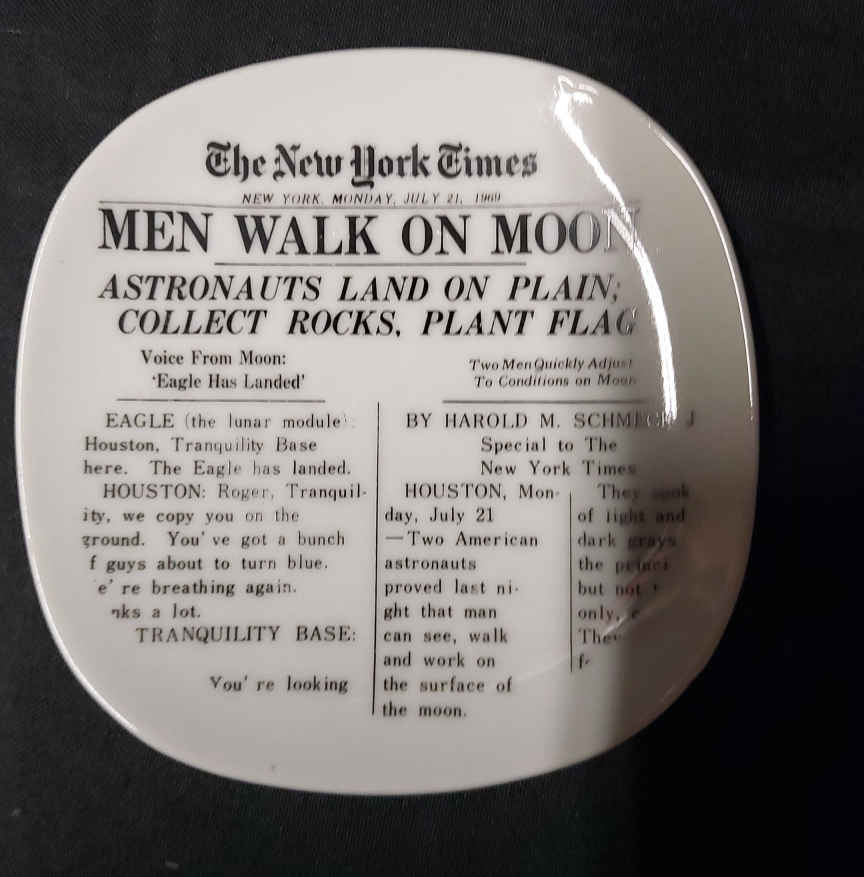 The New York Times
NEW YORK, MONDAY, JULY 21, 1969
MEN WALK ON MOON
ASTRONAUTS LAND ON PLAIN;
COLLECT ROCKS, PLANT FLAG
Voice From Moon:
'Eagle Has Landed'
EAGLE (the lunar module):
Houston, Tranquility Base
here. The Eagle has landed.
HOUSTON: Roger, Tranquil-
ity, we copy you on the
ground. You've got a bunch
f guys about to turn blue.
e're breathing again.
nks a lot.
TRANQUILITY BASE:
You're looking
Two Men Quickly Adjust
To Conditions on Moon
BY HAROLD M. SCHMECK J
Special to The
New York Times
HOUSTON, Mon-
day, July 21
—Two American
astronauts
proved last ni-
ght that man
can see, walk
and work on
the surface of
the moon.
They
of light and
dark grays
the
but not
only,